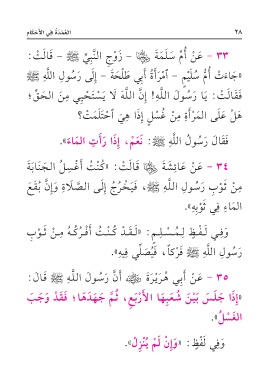 ٢٨ العُمْدَةُ فِي الأَحْكَامِ
٣٣ - عَنْ أُمِّ سَلَمَةَ ﵂ - زَوْجِ النَّبِيِّ ﷺ - قَالَتْ:
«جَاءَتْ أُمُّ سُلَيْمٍ - امْرَأَةُ أَبِي طَلْحَةَ - إِلَى رَسُولِ اللَّهِ ﷺ
فَقَالَتْ: يَا رَسُولَ اللَّهِ! إِنَّ اللَّهَ لَا يَسْتَحْيِي مِنَ الحَقِّ؛
هَلْ عَلَى المَرْأَةِ مِنْ غُسْلٍ إِذَا هِيَ احْتَلَمَتْ؟
فَقَالَ رَسُولُ اللَّهِ ﷺ: نَعَمْ، إِذَا رَأَتِ المَاءَ».
٣٤ - عَنْ عَائِشَةَ ﵂ قَالَتْ: «كُنْتُ أَغْسِلُ الجَنَابَةَ
مِنْ ثَوْبِ رَسُولِ اللَّهِ ﷺ، فَيَخْرُجُ إِلَى الصَّلَاةِ وَإِنَّ بُقَعَ
المَاءِ فِي ثَوْبِهِ».
وَفِي لَفْظٍ لِمُسْلِمٍ: «لَقَدْ كُنْتُ أَفْرُكُهُ مِنْ ثَوْبِ
رَسُولِ اللَّهِ ﷺ فَرْكاً، فَيُصَلِّي فِيهِ».
٣٥ - عَنْ أَبِي هُرَيْرَةَ ﵁ أَنَّ رَسُولَ اللَّهِ ﷺ قَالَ:
«إِذَا جَلَسَ بَيْنَ شُعَبِهَا الأَرْبَعِ، ثُمَّ جَهَدَهَا؛ فَقَدْ وَجَبَ
الغُسْلُ».
وَفِي لَفْظٍ: «وَإِنْ لَمْ يُنْزِلْ».